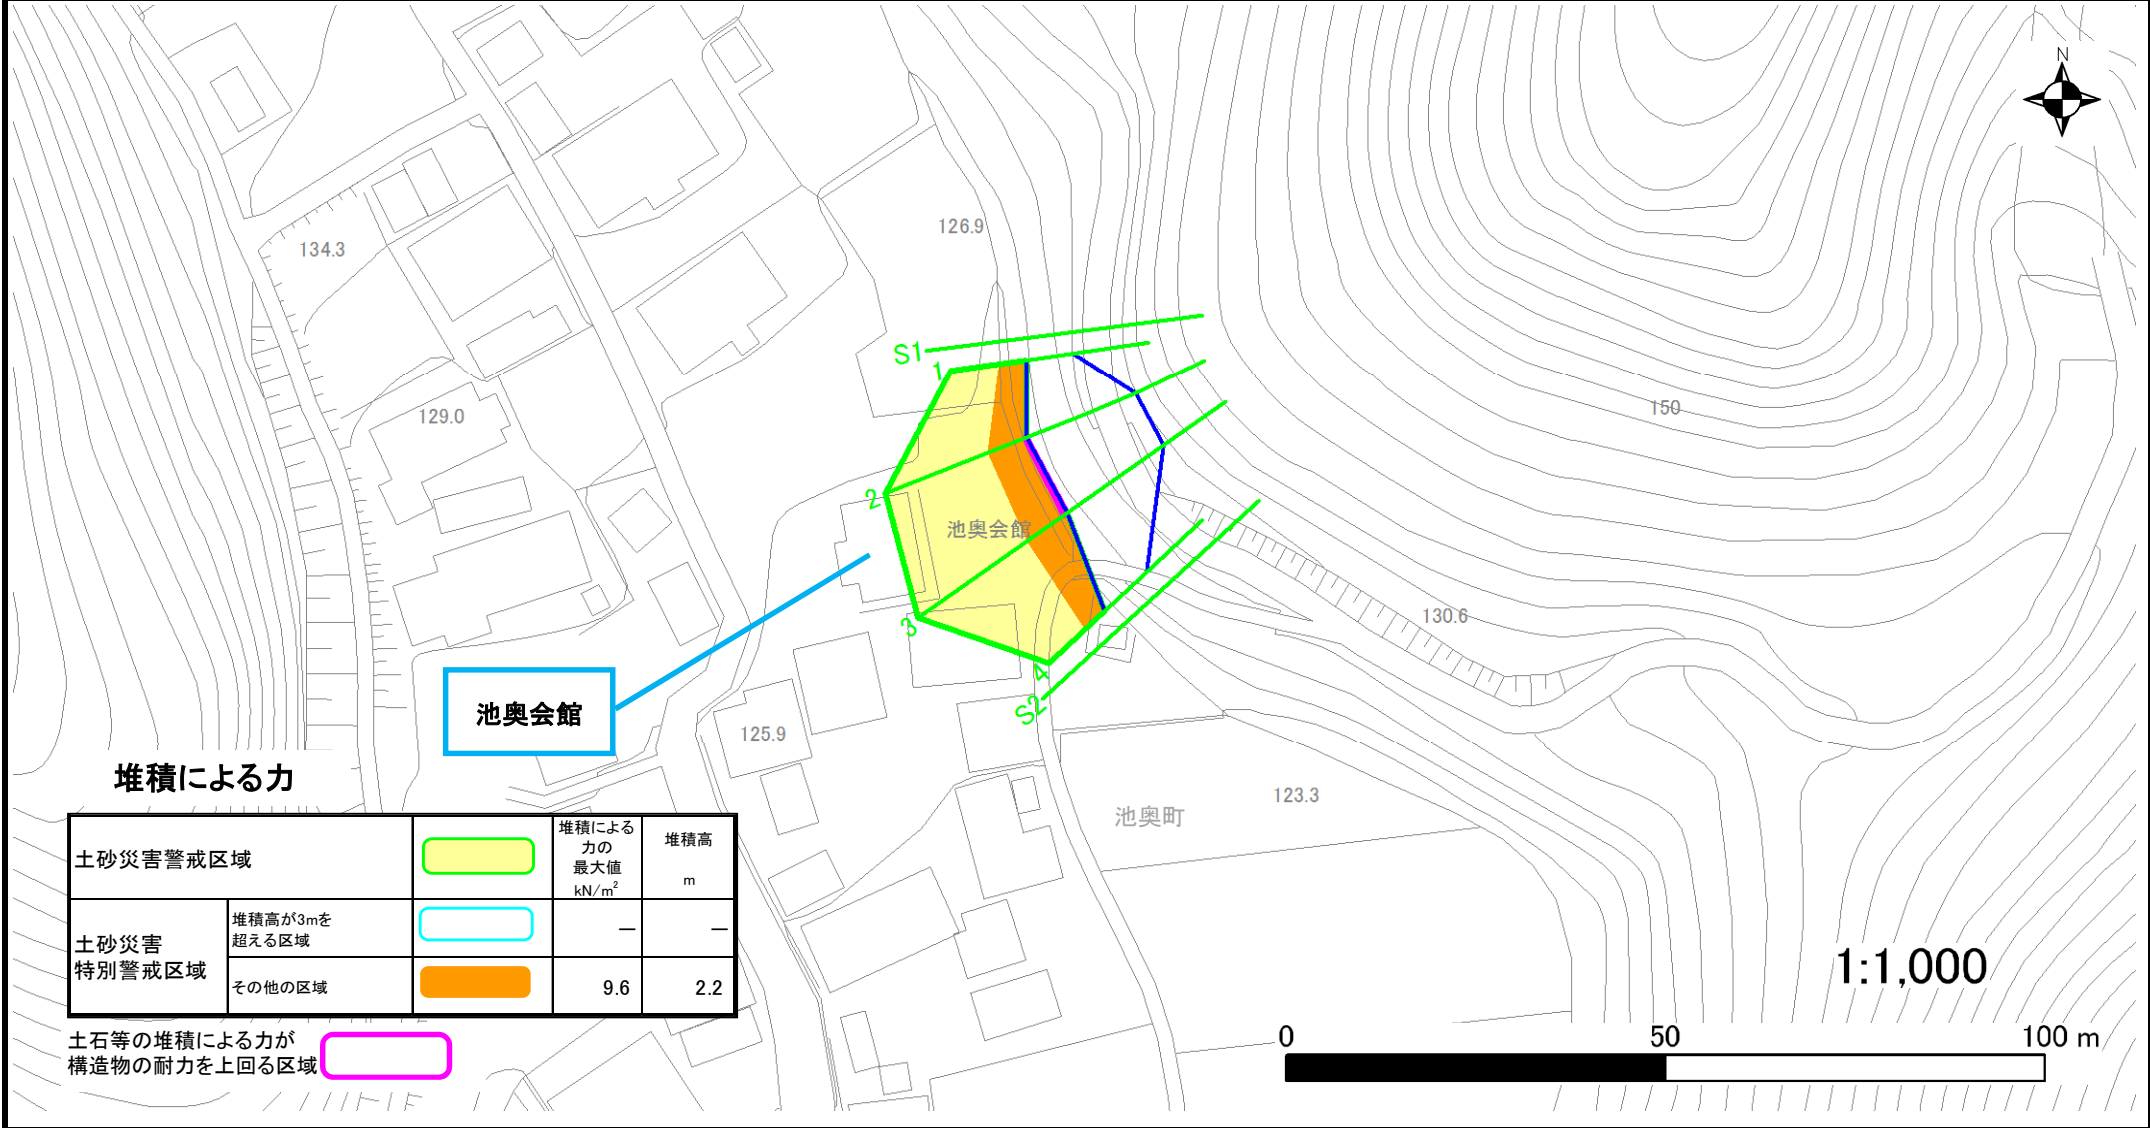 N
134.3
126.9
S1
1
129.0
150
2
池奥会館
130.6
3
4
S2
池奥会館
125.9
123.3
池奥町
堆積による力
土砂災害警戒区域
堆積による
力の
最大値
kN/m²
堆積高
m
土砂災害
特別警戒区域
堆積高が3mを
超える区域
—
—
その他の区域
9.6
2.2
土石等の堆積による力が
構造物の耐力を上回る区域
1:1,000
0
50
100 m